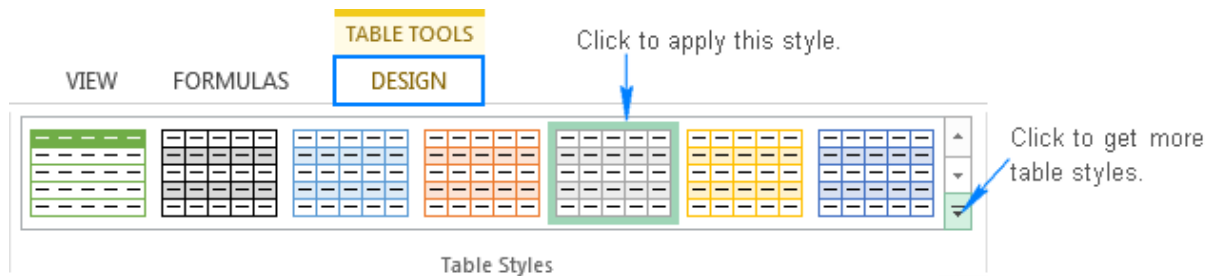 TABLE TOOLS
Click to apply this style.
VIEW FORMULAS DESIGN
Click to get more
table styles.
Table Styles